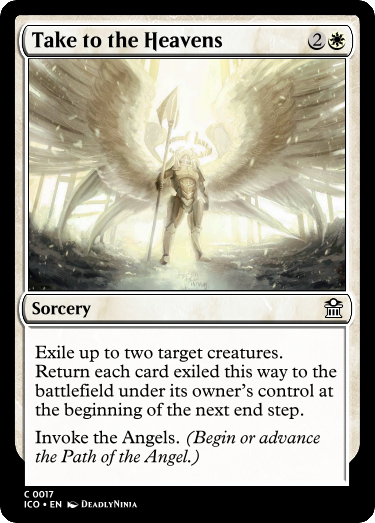 Take to the Heavens 2
Sorcery
Exile up to two target creatures.
Return each card exiled this way to the
battlefield under its owner's control at
the beginning of the next end step.
Invoke the Angels. (Begin or advance
the Path of the Angel.)
C 0017
ICO • EN DeadlyNinja